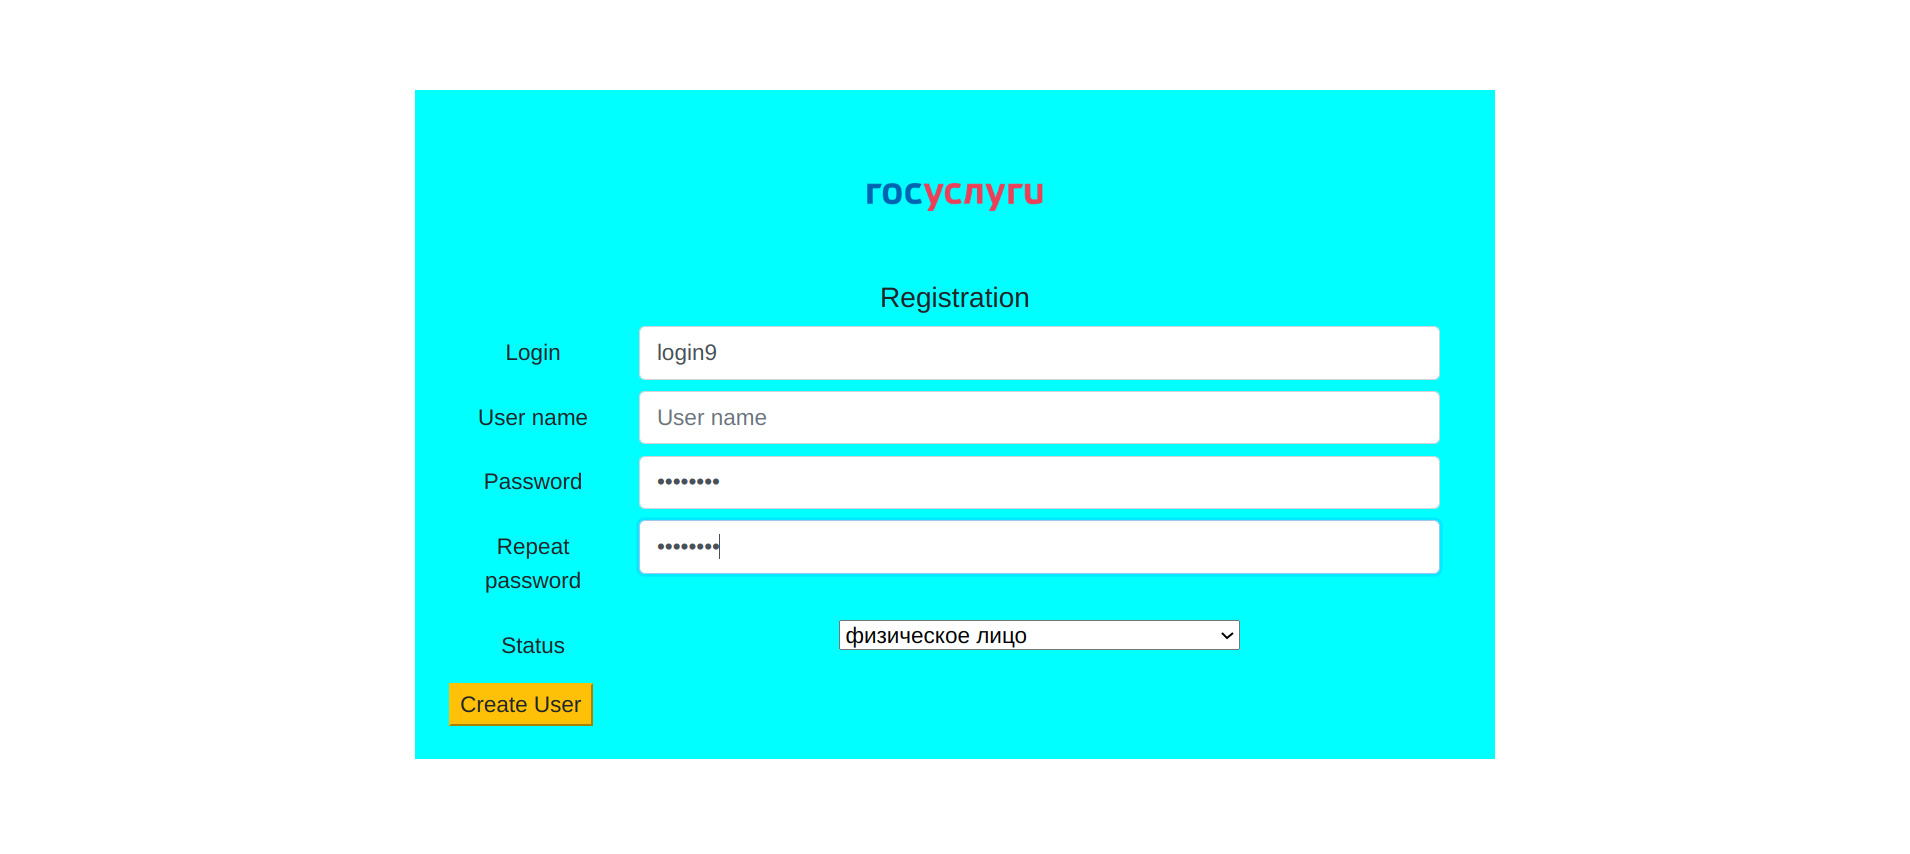 госуслуги
Registration
Login
login9
User name
User name
Password
••••••••
Repeat
password
••••••••
Status
физическое лицо
Create User